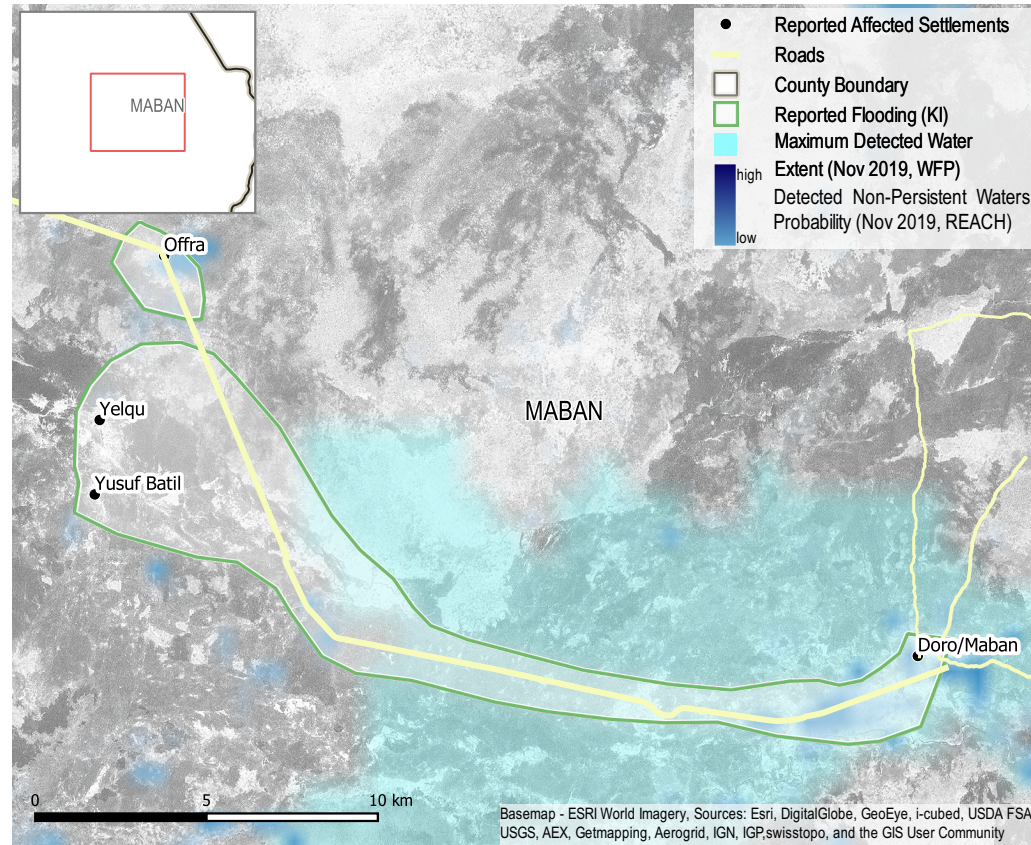 MABAN
Reported Affected Settlements
Roads
County Boundary
Reported Flooding (KI)
Maximum Detected Water
Extent (Nov 2019, WFP)
high
Detected Non-Persistent Waters
Probability (Nov 2019, REACH)
low
Offra
Yelqu
MABAN
Yusuf Batil
Doro/Maban
0 5 10 km
Basemap - ESRI World Imagery, Sources: Esri, DigitalGlobe, GeoEye, i-cubed, USDA FSA
USGS, AEX, Getmapping, Aerogrid, IGN, IGP,swisstopo, and the GIS User Community